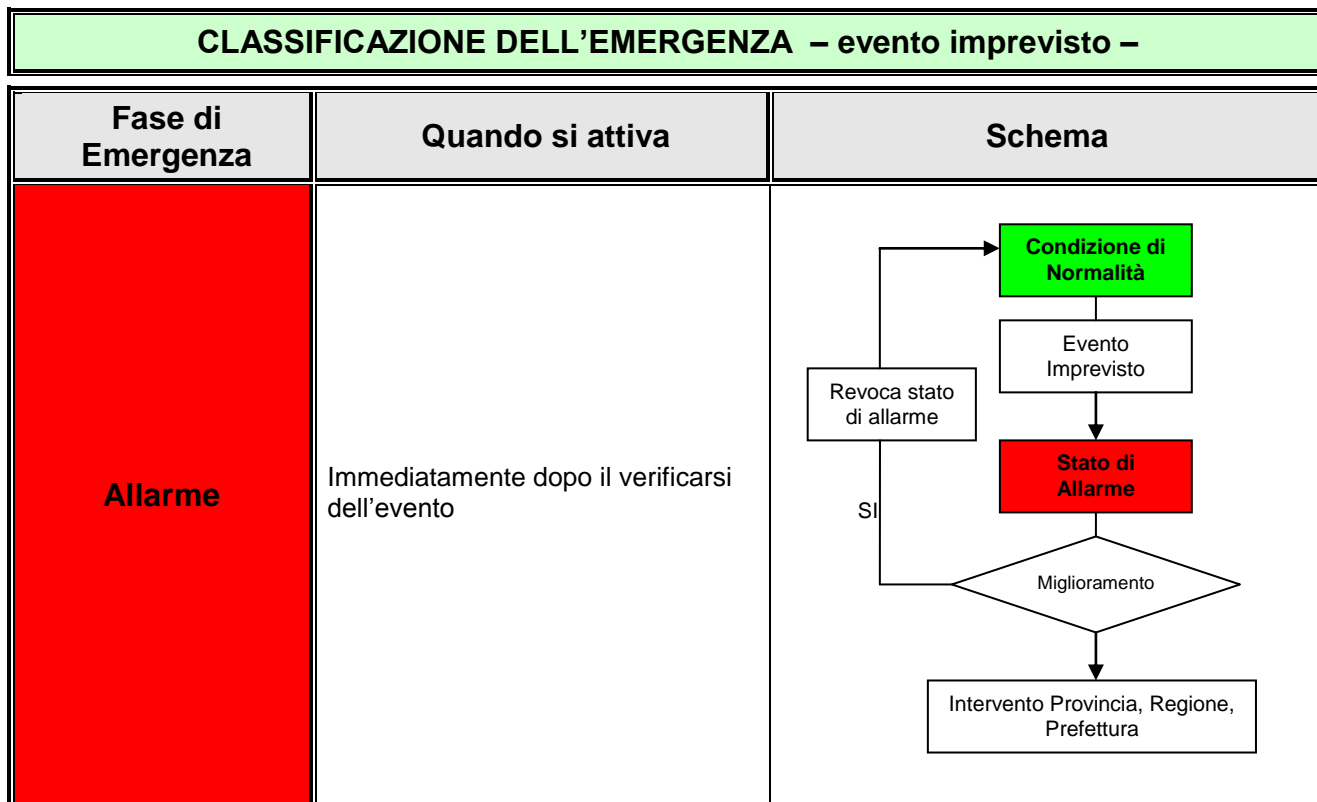 CLASSIFICAZIONE DELL’EMERGENZA – evento imprevisto –
Fase di
Emergenza
Quando si attiva
Schema
Allarme
Immediatamente dopo il verificarsi
dell’evento
Condizione di
Normalità
Evento
Imprevisto
Revoca stato
di allarme
Stato di
Allarme
SI
Miglioramento
Intervento Provincia, Regione,
Prefettura